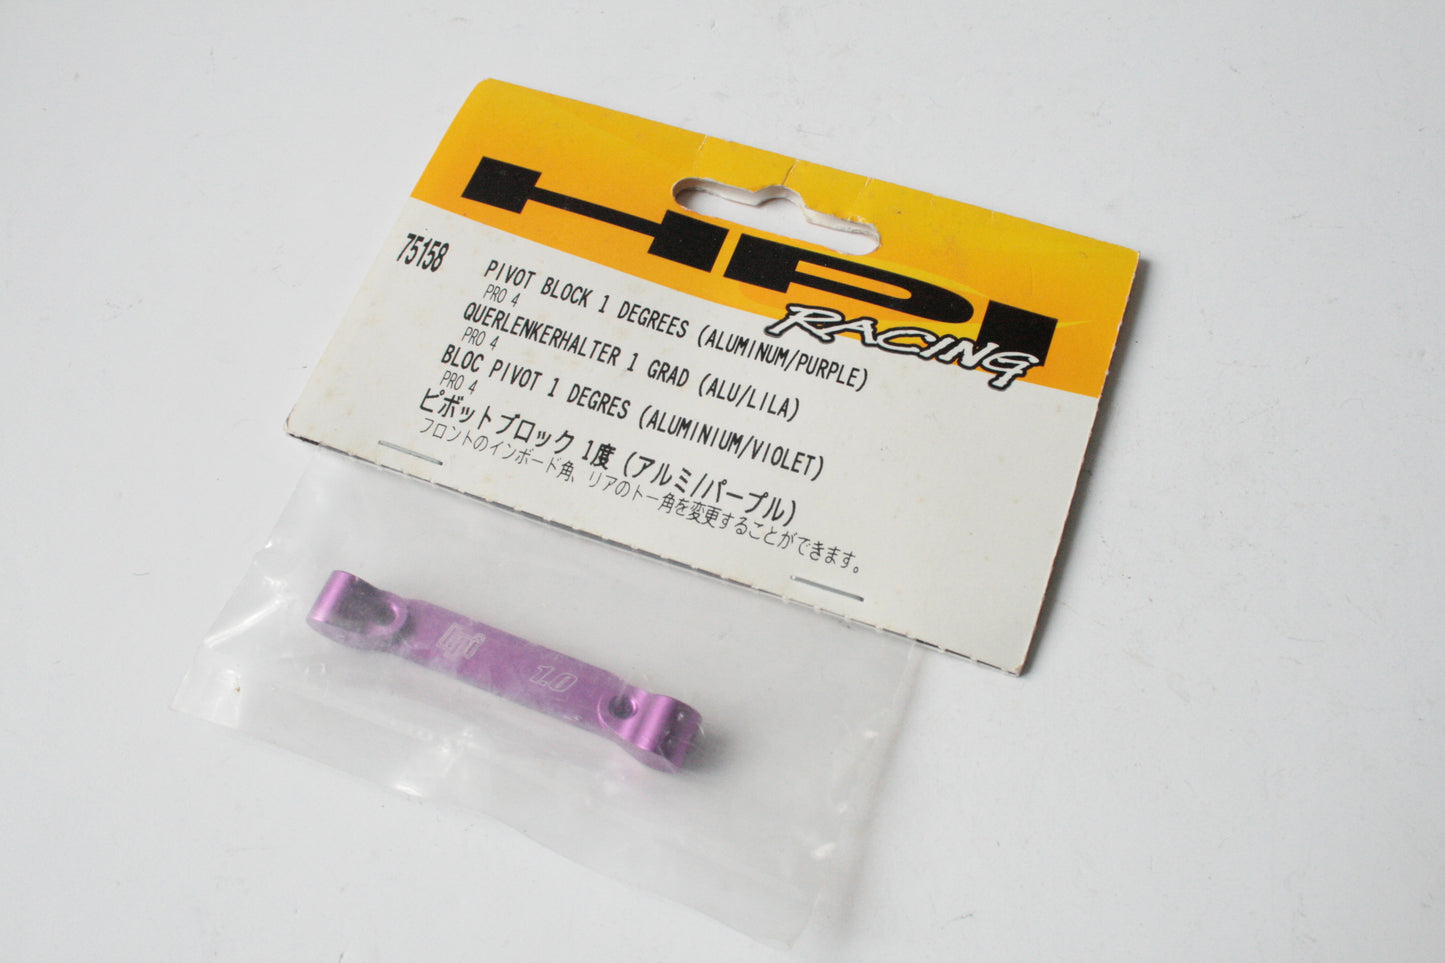 HPI
RACING
75158
PIVOT BLOCK 1 DEGREES (ALUMINUM/PURPLE)
PRO 4
QUERLENKERHALTER 1 GRAD (ALU/LILA)
PRO 4
BLOC PIVOT 1 DEGRES (ALUMINIUM/VIOLET)
PRO 4
ピボットブロック 1度 (アルミ/パープル)
フロントのインボード角、リアのトー角を変更することができます。
hpi
1.0